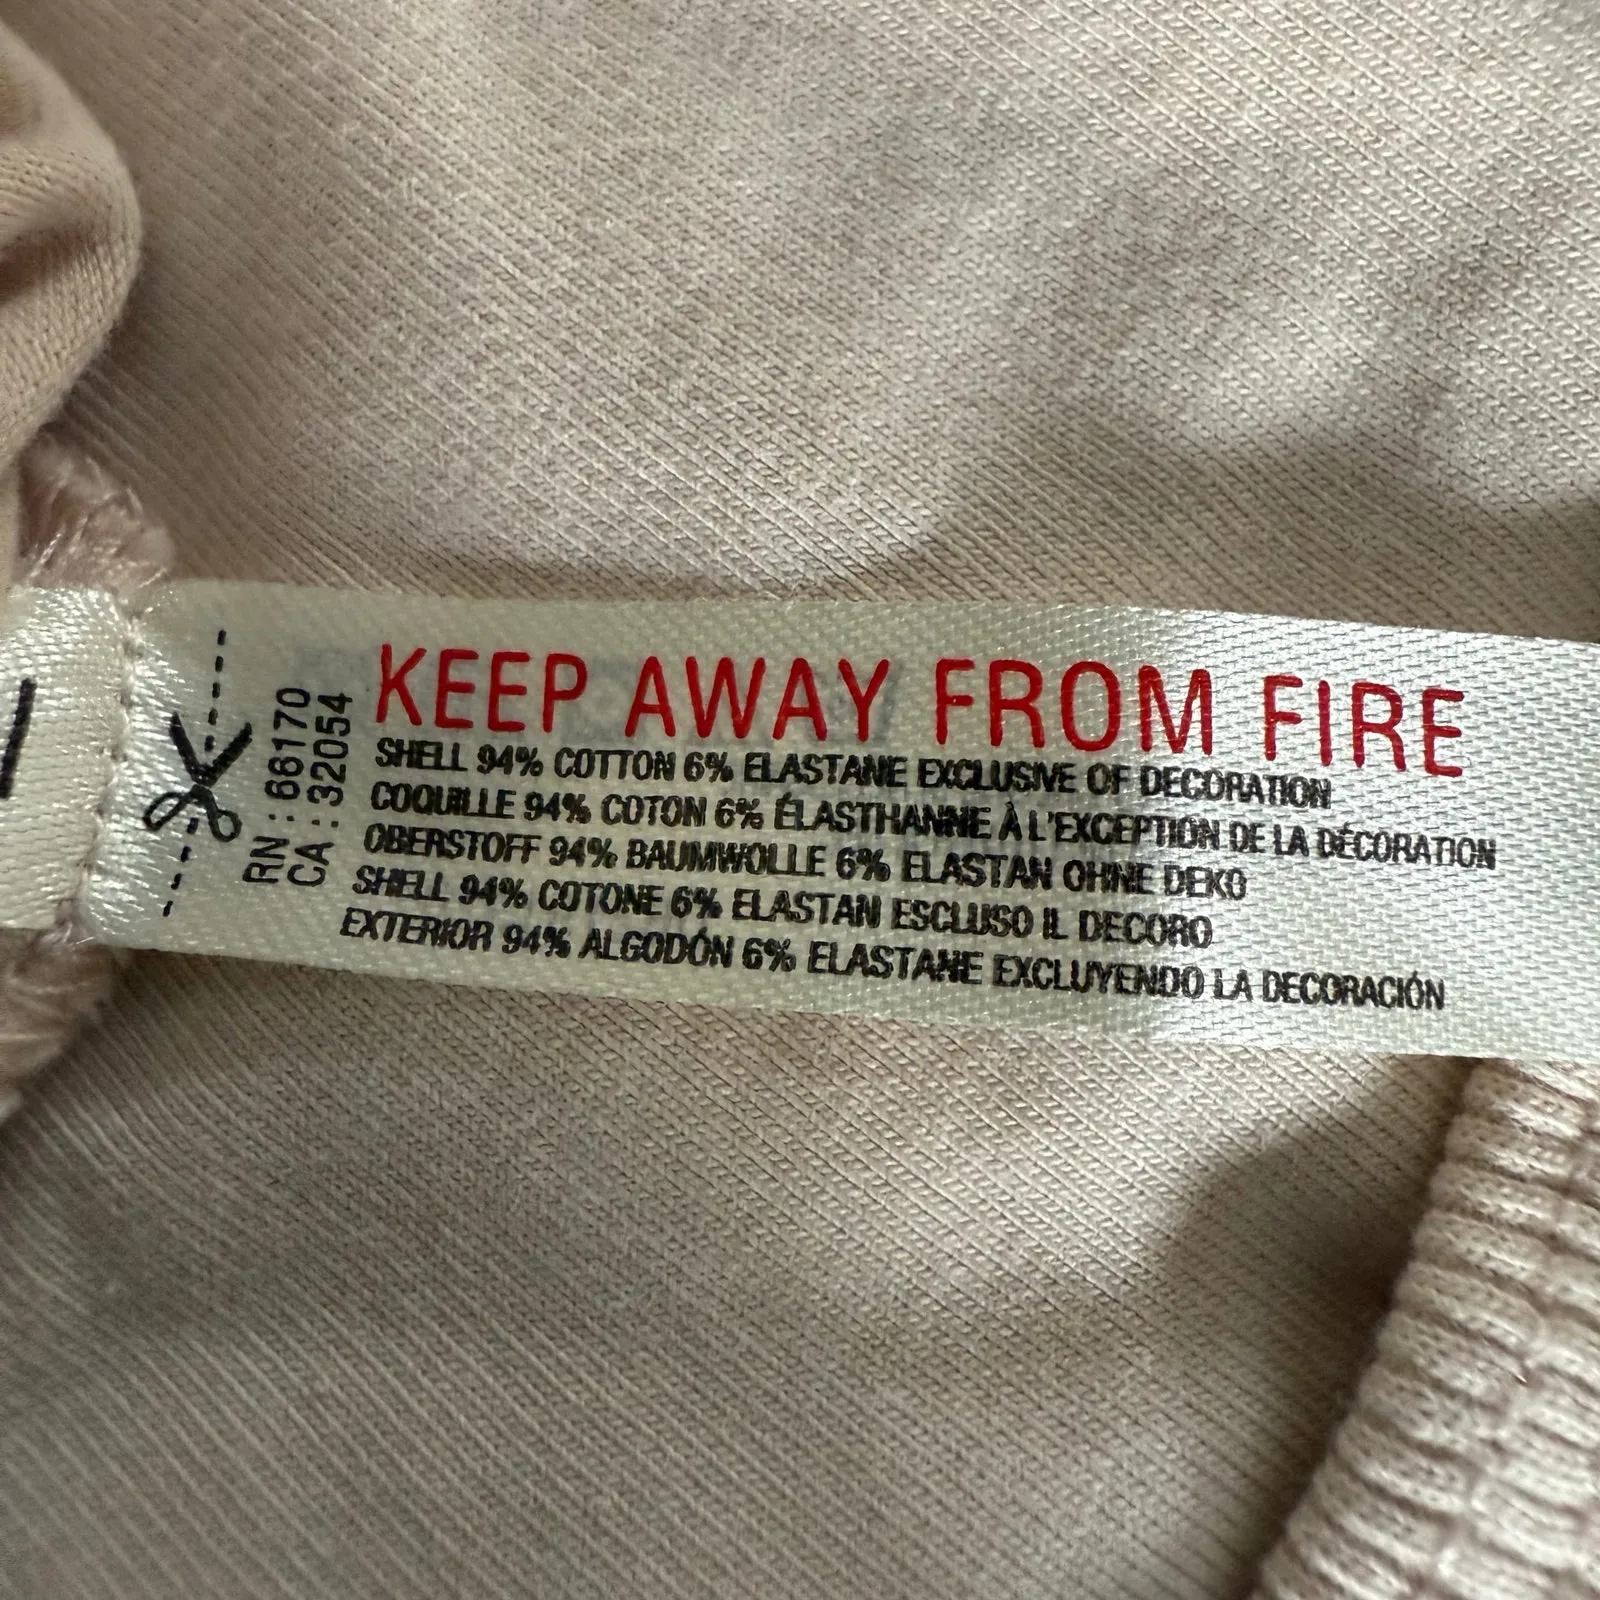 RN : 66170
CA : 32054
KEEP AWAY FROM FIRE
SHELL 94% COTTON 6% ELASTANE EXCLUSIVE OF DECORATION
COQUILLE 94% COTON 6% ÉLASTHANNE À L'EXCEPTION DE LA DÉCORATION
OBERSTOFF 94% BAUMWOLLE 6% ELASTAN OHNE DEKO
SHELL 94% COTONE 6% ELASTAN ESCLUSO IL DECORO
EXTERIOR 94% ALGODÓN 6% ELASTANE EXCLUYENDO LA DECORACIÓN